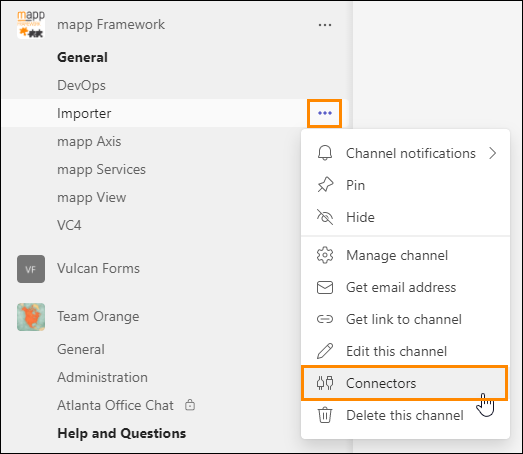 mapp
mapp Framework
General
DevOps
Importer
mapp Axis
mapp Services
mapp View
VC4
VF
Vulcan Forms
Team Orange
General
Administration
Atlanta Office Chat
Help and Questions
Channel notifications
Pin
Hide
Manage channel
Get email address
Get link to channel
Edit this channel
Connectors
Delete this channel